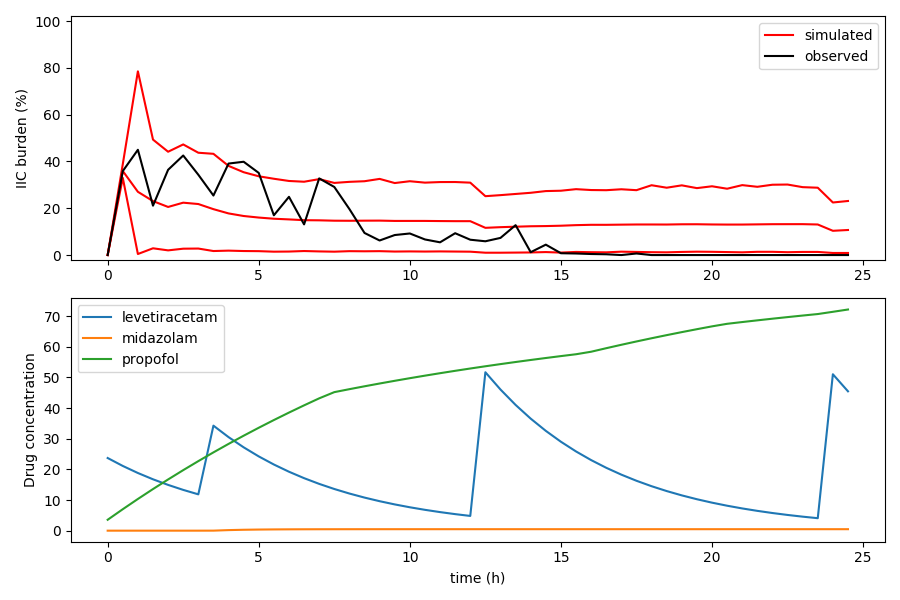 100
80
60
40
20
0
IIC burden (%)
simulated
observed
0 5 10 15 20 25
70
60
50
40
30
20
10
0
Drug concentration
levetiracetam
midazolam
propofol
0 5 10 15 20 25
time (h)